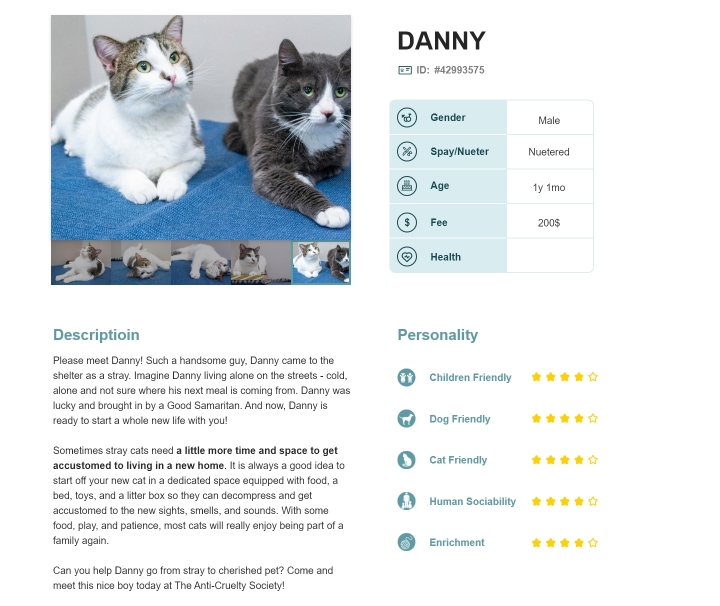 DANNY
ID: #42993575
Gender Male
Spay/Nueter Nuetered
Age 1y 1mo
Fee 200$
Health
Descriptioin
Please meet Danny! Such a handsome guy, Danny came to the
shelter as a stray. Imagine Danny living alone on the streets - cold,
alone and not sure where his next meal is coming from. Danny was
lucky and brought in by a Good Samaritan. And now, Danny is
ready to start a whole new life with you!
Sometimes stray cats need a little more time and space to get
accustomed to living in a new home. It is always a good idea to
start off your new cat in a dedicated space equipped with food, a
bed, toys, and a litter box so they can decompress and get
accustomed to the new sights, smells, and sounds. With some
food, play, and patience, most cats will really enjoy being part of a
family again.
Can you help Danny go from stray to cherished pet? Come and
meet this nice boy today at The Anti-Cruelty Society!
Personality
Children Friendly
Dog Friendly
Cat Friendly
Human Sociability
Enrichment